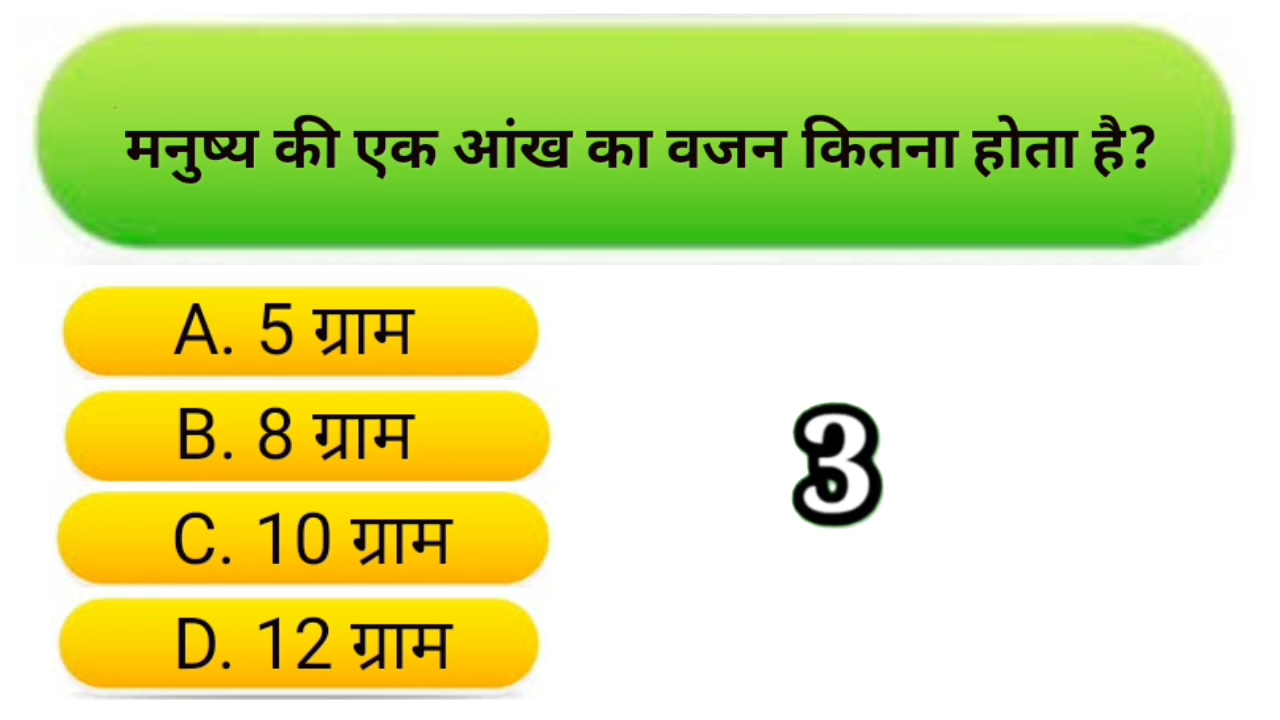 मनुष्य की एक आंख का वजन कितना होता है?
A. 5 ग्राम
B. 8 ग्राम
3
C. 10 ग्राम
D. 12 ग्राम